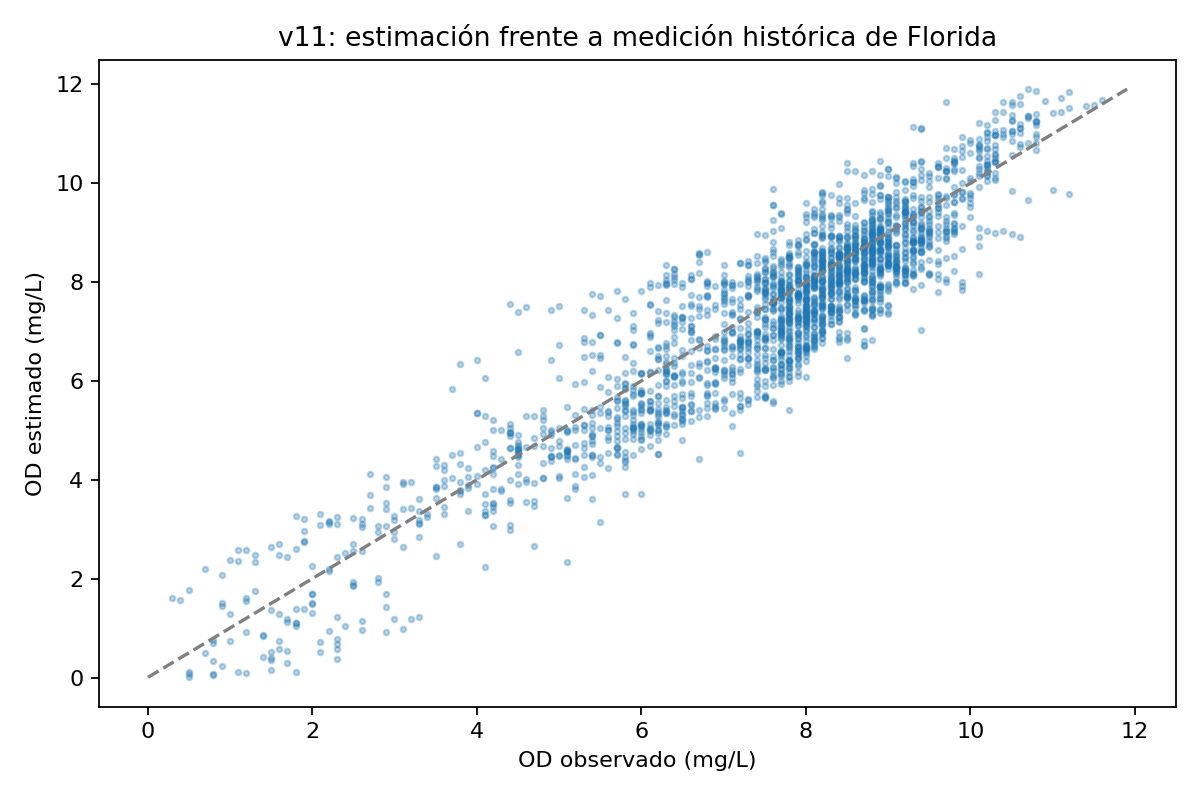 v11: estimación frente a medición histórica de Florida
OD estimado (mg/L)
12
10
8
6
4
2
0
0 2 4 6 8 10 12
OD observado (mg/L)